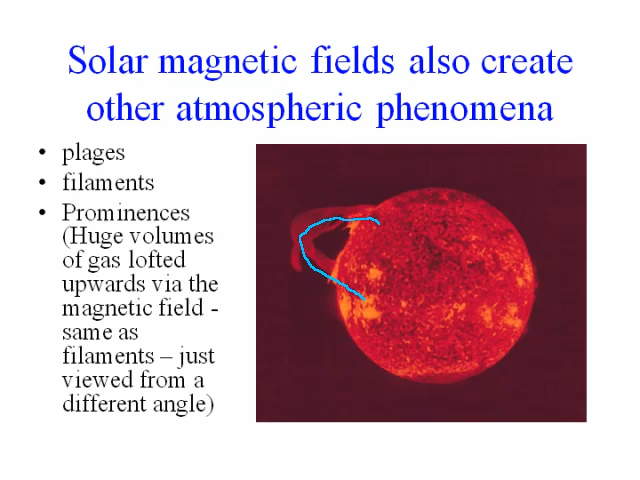 Solar magnetic fields also create
other atmospheric phenomena
• plages
• filaments
• Prominences
(Huge volumes
of gas lofted
upwards via the
magnetic field -
same as
filaments – just
viewed from a
different angle)